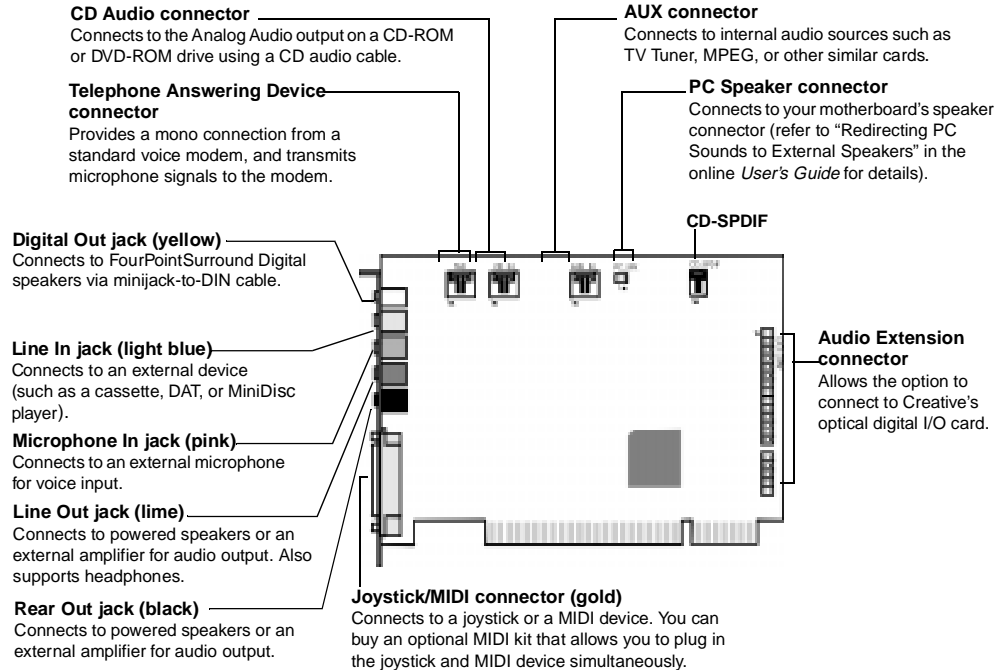 CD Audio connector
Connects to the Analog Audio output on a CD-ROM
or DVD-ROM drive using a CD audio cable.
Telephone Answering Device
connector
Provides a mono connection from a
standard voice modem, and transmits
microphone signals to the modem.
AUX connector
Connects to internal audio sources such as
TV Tuner, MPEG, or other similar cards.
PC Speaker connector
Connects to your motherboard's speaker
connector (refer to “Redirecting PC
Sounds to External Speakers” in the
online User's Guide for details).
CD-SPDIF
Digital Out jack (yellow)
Connects to FourPointSurround Digital
speakers via minijack-to-DIN cable.
Line In jack (light blue)
Connects to an external device
(such as a cassette, DAT, or MiniDisc
player).
Microphone In jack (pink)
Connects to an external microphone
for voice input.
Line Out jack (lime)
Connects to powered speakers or an
external amplifier for audio output. Also
supports headphones.
Rear Out jack (black)
Connects to powered speakers or an
external amplifier for audio output.
Audio Extension
connector
Allows the option to
connect to Creative's
optical digital I/O card.
Joystick/MIDI connector (gold)
Connects to a joystick or a MIDI device. You can
buy an optional MIDI kit that allows you to plug in
the joystick and MIDI device simultaneously.